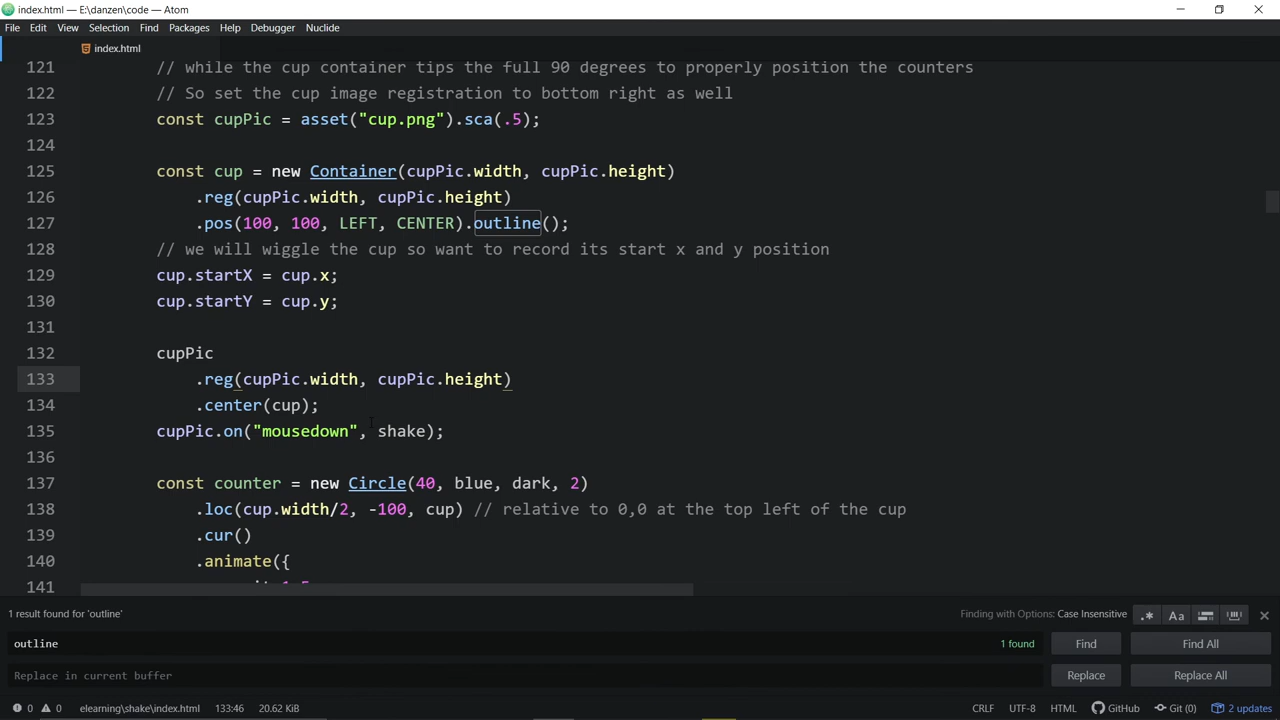 index.html — E:\danzen\code — Atom
File Edit View Selection Find Packages Help Debugger Nuclide
index.html
121 // while the cup container tips the full 90 degrees to properly position the counters
122 // So set the cup image registration to bottom right as well
123 const cupPic = asset("cup.png").sca(.5);
124
125 const cup = new Container(cupPic.width, cupPic.height)
126 .reg(cupPic.width, cupPic.height)
127 .pos(100, 100, LEFT, CENTER).outline();
128 // we will wiggle the cup so want to record its start x and y position
129 cup.startX = cup.x;
130 cup.startY = cup.y;
131
132 cupPic
133 .reg(cupPic.width, cupPic.height)
134 .center(cup);
135 cupPic.on("mousedown", shake);
136
137 const counter = new Circle(40, blue, dark, 2)
138 .loc(cup.width/2, -100, cup) // relative to 0,0 at the top left of the cup
139 .cur()
140 .animate({
141
1 result found for 'outline' Finding with Options: Case Insensitive .* Aa
outline 1 found Find Find All
Replace in current buffer Replace Replace All
0 0 elearning\shake\index.html 133:46 20.62 KiB CRLF UTF-8 HTML GitHub Git (0) 2 updates